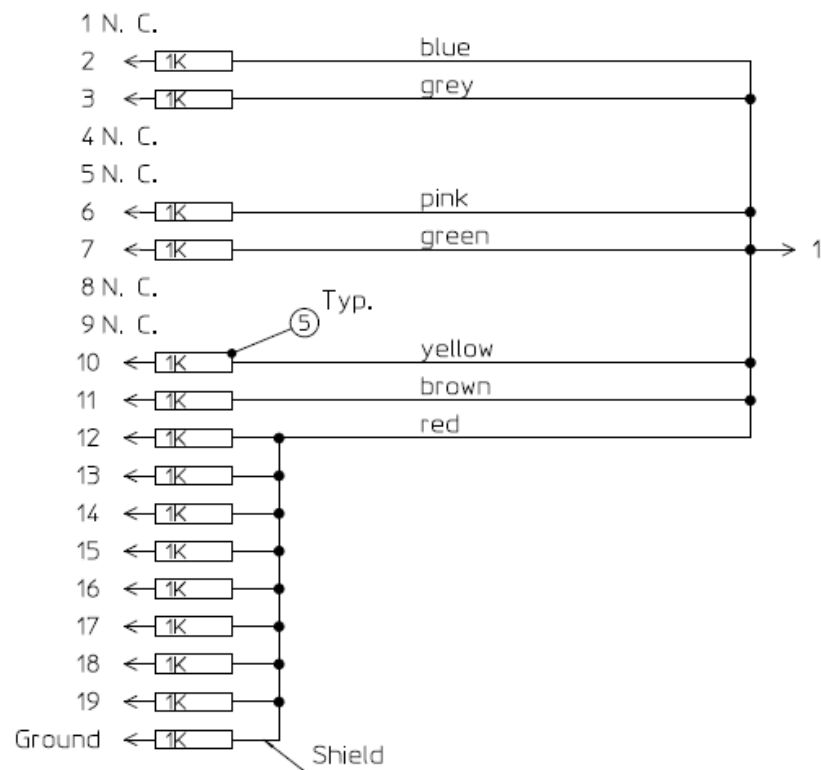 1 N. C.
2 1K blue
3 1K grey
4 N. C.
5 N. C.
6 1K pink
7 1K green 1
8 N. C.
Typ.
9 N. C. 5
10 1K yellow
11 1K brown
12 1K red
13 1K
14 1K
15 1K
16 1K
17 1K
18 1K
19 1K
Ground 1K
Shield